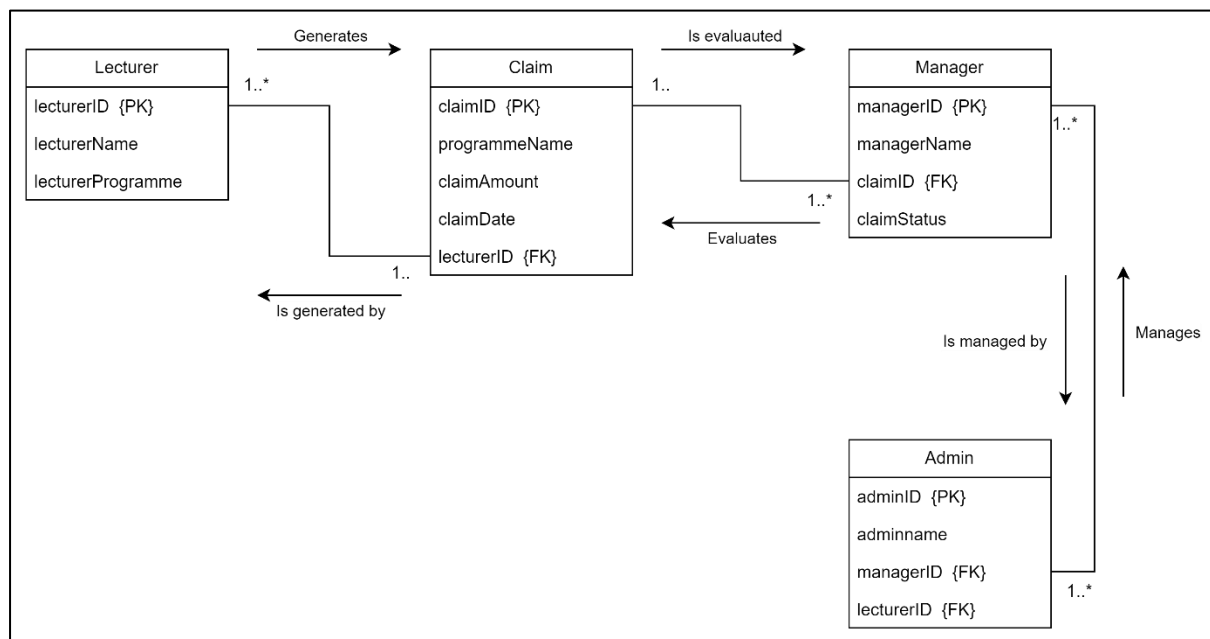 Generates
Is evaluauted
Lecturer
lecturerID {PK}
lecturerName
lecturerProgramme
1..*
Claim
claimID {PK}
programmeName
claimAmount
claimDate
lecturerID {FK}
1..
1..
Manager
managerID {PK}
managerName
claimID {FK}
claimStatus
1..*
1..*
Evaluates
Is generated by
Is managed by
Manages
Admin
adminID {PK}
adminname
managerID {FK}
lecturerID {FK}
1..*